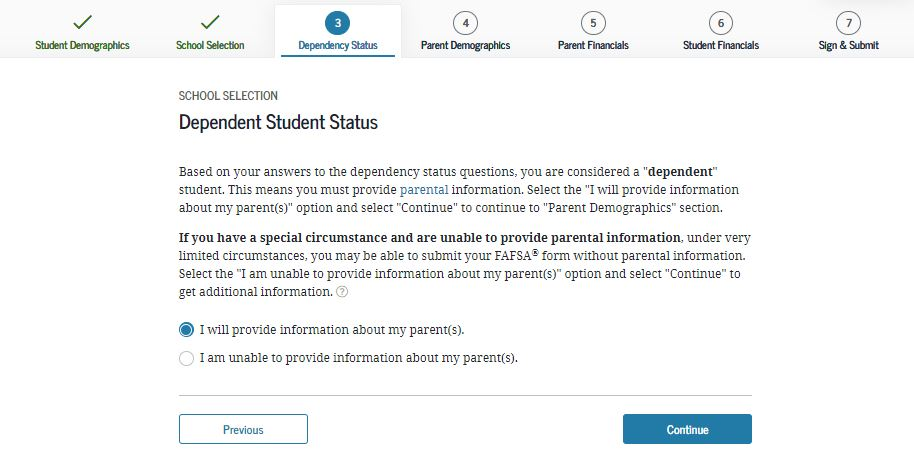 3
4
5
6
7
Student Demographics
School Selection
Dependency Status
Parent Demographics
Parent Financials
Student Financials
Sign & Submit
SCHOOL SELECTION
Dependent Student Status
Based on your answers to the dependency status questions, you are considered a "dependent"
student. This means you must provide parental information. Select the "I will provide information
about my parent(s)" option and select "Continue" to continue to "Parent Demographics" section.
If you have a special circumstance and are unable to provide parental information, under very
limited circumstances, you may be able to submit your FAFSA® form without parental information.
Select the "I am unable to provide information about my parent(s)" option and select "Continue" to
get additional information. ?
I will provide information about my parent(s).
I am unable to provide information about my parent(s).
Previous
Continue